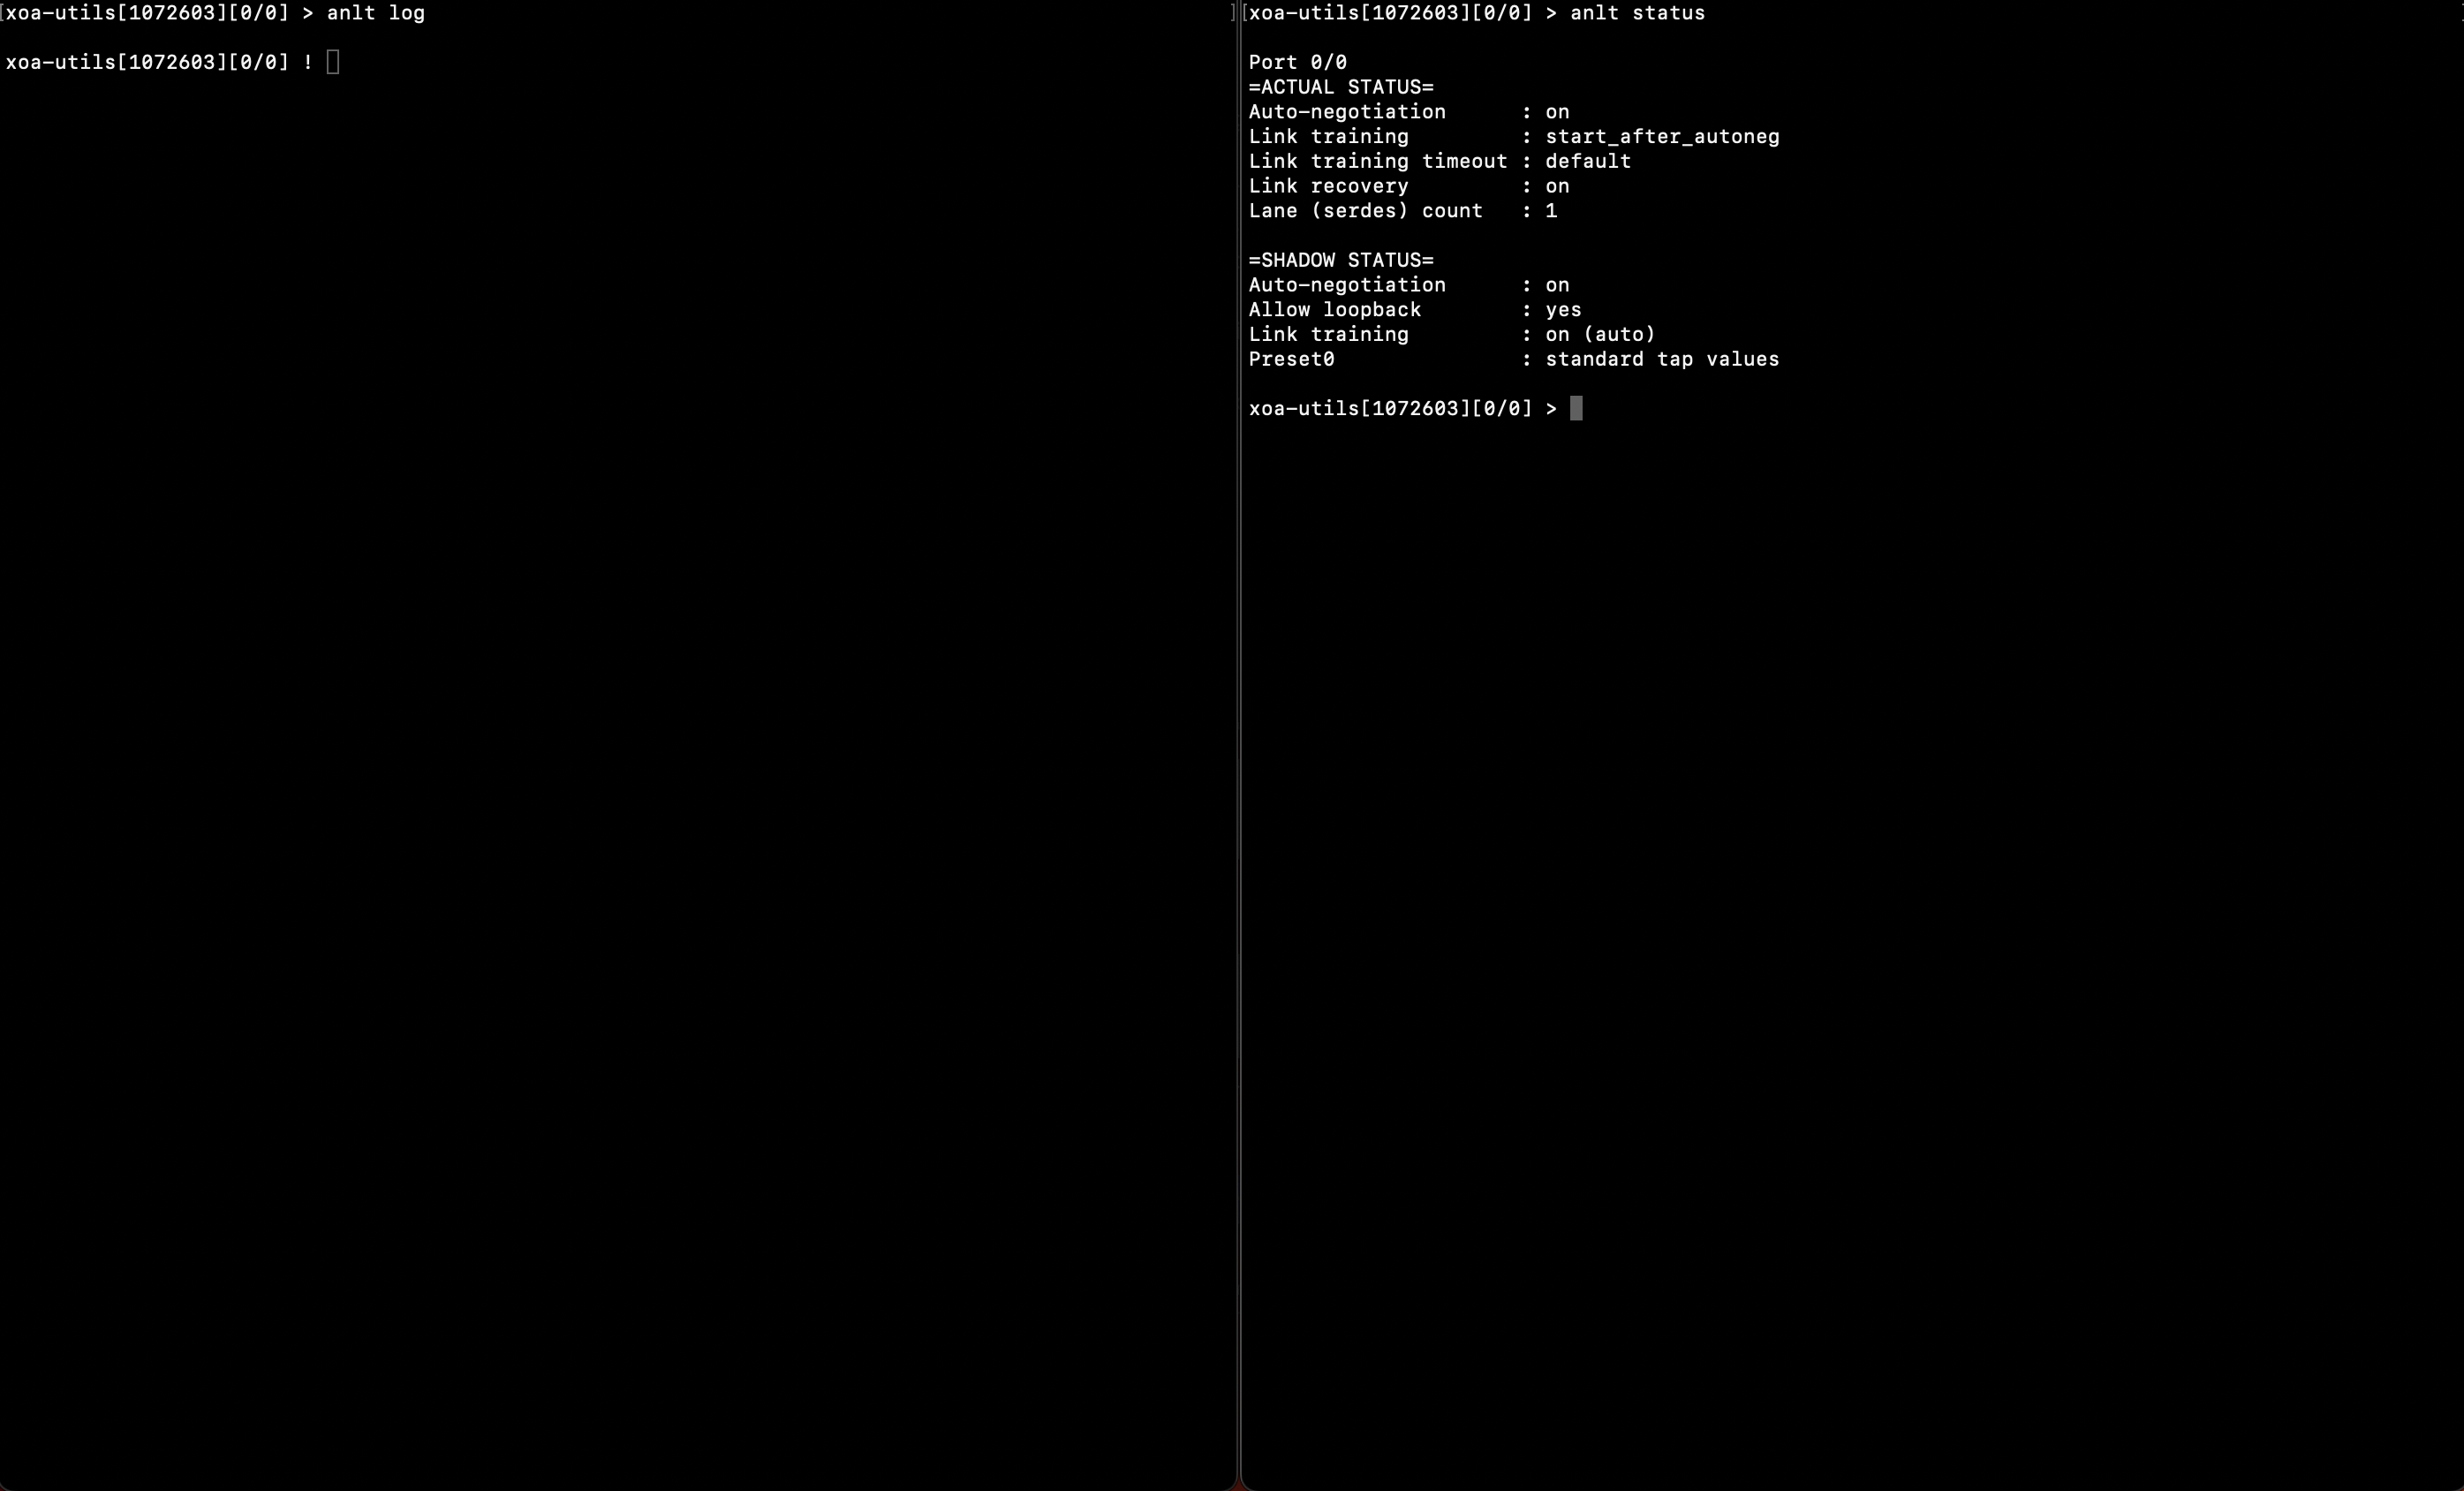 [xoa-utils[1072603][0/0] > anlt log ]
xoa-utils[1072603][0/0] !
[xoa-utils[1072603][0/0] > anlt status ]
Port 0/0
=ACTUAL STATUS=
Auto-negotiation : on
Link training : start_after_autoneg
Link training timeout : default
Link recovery : on
Lane (serdes) count : 1
=SHADOW STATUS=
Auto-negotiation : on
Allow loopback : yes
Link training : on (auto)
Preset0 : standard tap values
xoa-utils[1072603][0/0] >